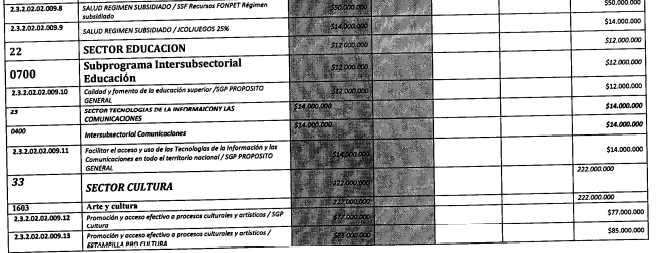 2.3.2.02.02.009.8 SALUD REGIMEN SUBSIDIADO / SSF Recursos FONPET Régimen $50.000.000 $50.000.000
subsidiado
2.3.2.02.02.009.9 SALUD REGIMEN SUBSIDIADO / JCOLJUEGOS 25% $14.000.000 $14.000.000
22 SECTOR EDUCACION $12.000.000 $12.000.000
0700 Subprograma Intersubsectorial $12.000.000 $12.000.000
Educación
2.3.2.02.02.009.10 Calidad y fomento de la educación superior /SGP PROPOSITO $12.000.000 $12.000.000
GENERAL
23 SECTOR TECNOLOGIAS DE LA INFORMAICONY LAS $14.000.000 $14.000.000
COMUNICACIONES
0400 Intersubsectorial Comunicaciones $14.000.000 $14.000.000
2.3.2.02.02.009.11 Facilitar el acceso y uso de las Tecnologías de la Información y las $14.000.000 $14.000.000
Comunicaciones en todo el territorio nacional / SGP PROPOSITO
GENERAL
33 SECTOR CULTURA 222.000.000 222.000.000
1603 Arte y cultura 222.000.000 222.000.000
2.3.2.02.02.009.12 Promoción y acceso efectivo a procesos culturales y artísticos / SGP $77.000.000 $77.000.000
Cultura
2.3.2.02.02.009.13 Promoción y acceso efectivo a procesos culturales y artísticos / $85.000.000 $85.000.000
ESTAMPILLA PRO CULTURA